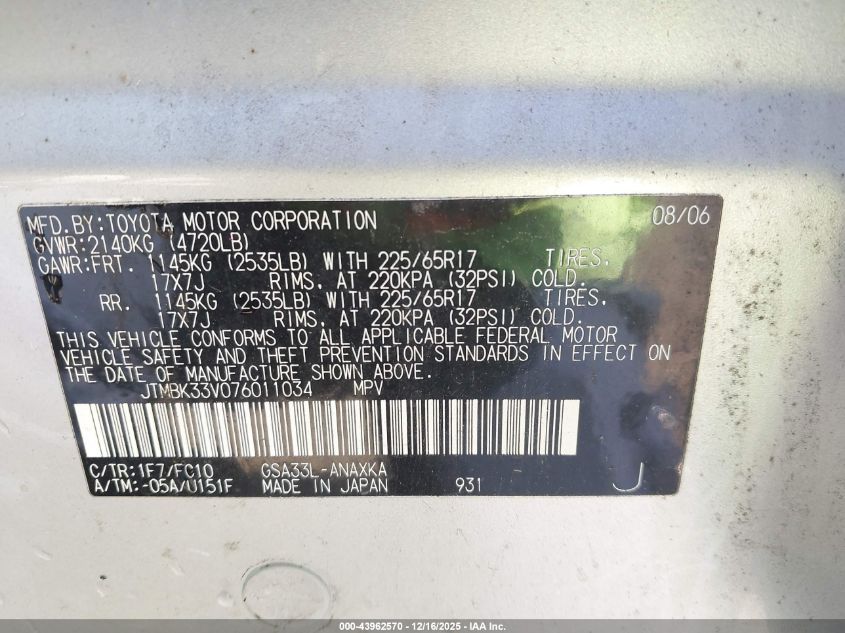 MFD.BY:TOYOTA MOTOR CORPORATION 08/06
GVWR:2140KG (4720LB)
GAWR:FRT. 1145KG (2535LB) WITH 225/65R17 TIRES.
17X7J RIMS. AT 220KPA (32PSI) COLD.
RR. 1145KG (2535LB) WITH 225/65R17 TIRES.
17X7J RIMS. AT 220KPA (32PSI) COLD.
THIS VEHICLE CONFORMS TO ALL APPLICABLE FEDERAL MOTOR
VEHICLE SAFETY AND THEFT PREVENTION STANDARDS IN EFFECT ON
THE DATE OF MANUFACTURE SHOWN ABOVE.
JTMBK33V076011034 MPV
C/TR:1F7/FC10 GSA33L-ANAXKA
A/TM:-05A/U151F MADE IN JAPAN 931 J
000-43962570 - 12/16/2025 - IAA Inc.